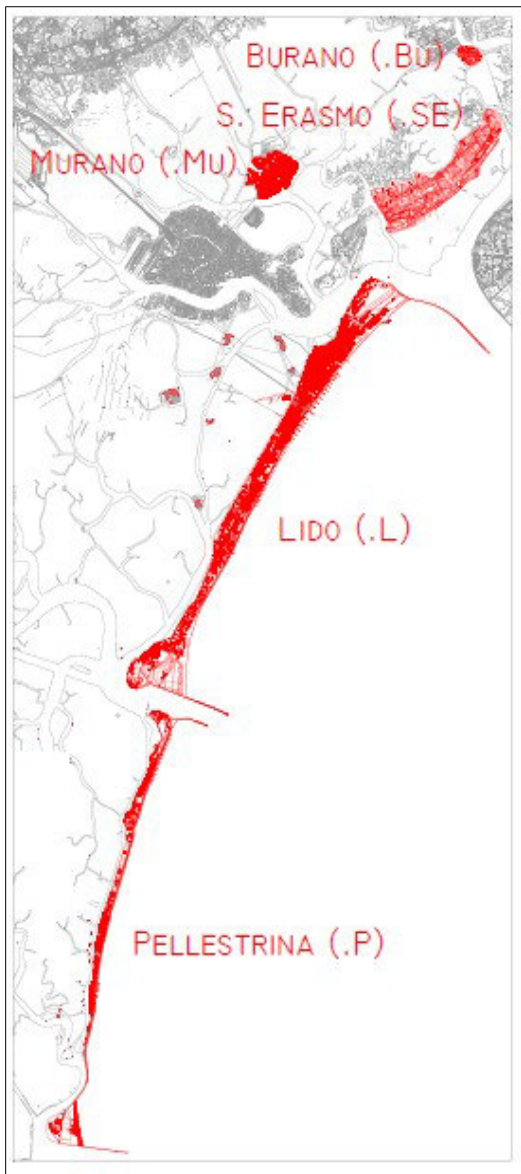 BURANO (.BU)
S. ERASMO (.SE)
MURANO (.MU)
LIDO (.L)
PELLESTRINA (.P)